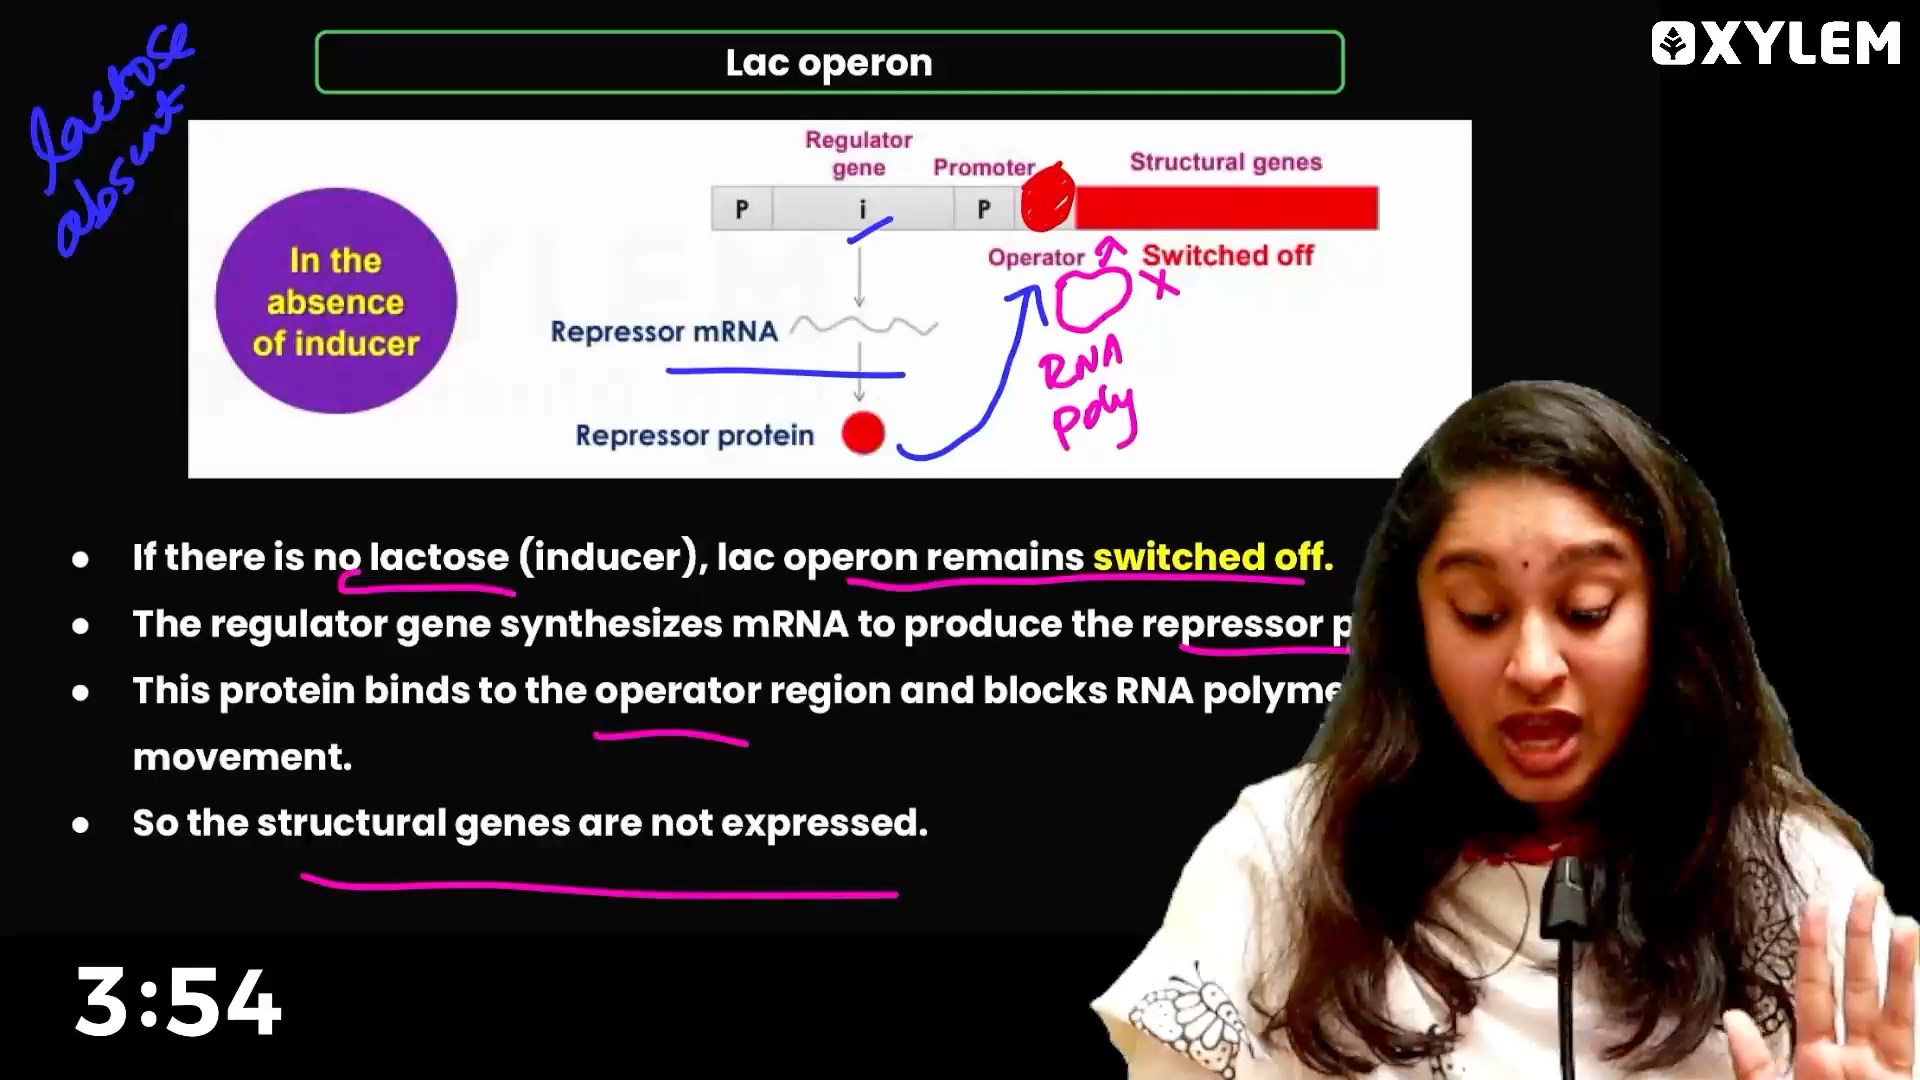 XYLEM
Lac operon
lactose
absent
Regulator
gene
Promoter
Structural genes
P
i
P
Operator
Switched off
In the
absence
of inducer
Repressor mRNA
X
RNA
poly
Repressor protein
● If there is no lactose (inducer), lac operon remains switched off.
● The regulator gene synthesizes mRNA to produce the repressor p
● This protein binds to the operator region and blocks RNA polyme
movement.
● So the structural genes are not expressed.
3:54